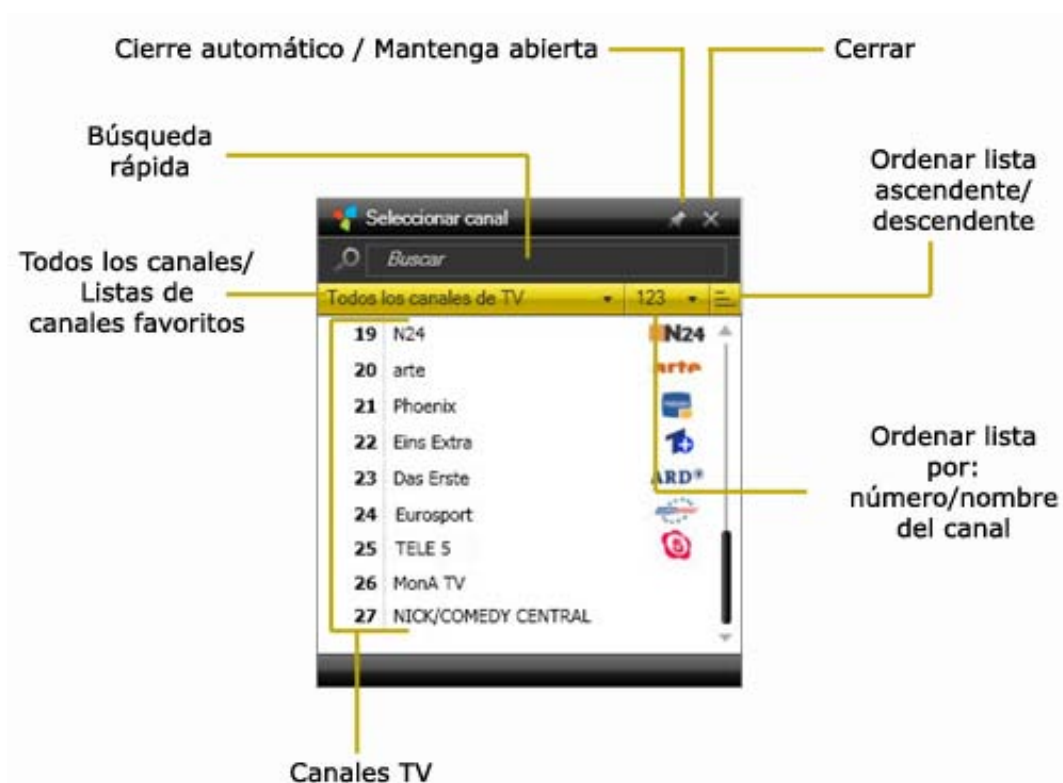 Cierre automático / Mantenga abierta
Cerrar
Búsqueda
rápida
Ordenar lista
ascendente/
descendente
Todos los canales/
Listas de
canales favoritos
Seleccionar canal
Buscar
Todos los canales de TV
123
19 N24 N24
20 arte arte
21 Phoenix
22 Eins Extra
23 Das Erste ARD
24 Eurosport
25 TELE 5
26 MonA TV
27 NICK/COMEDY CENTRAL
Ordenar lista
por:
número/nombre
del canal
Canales TV